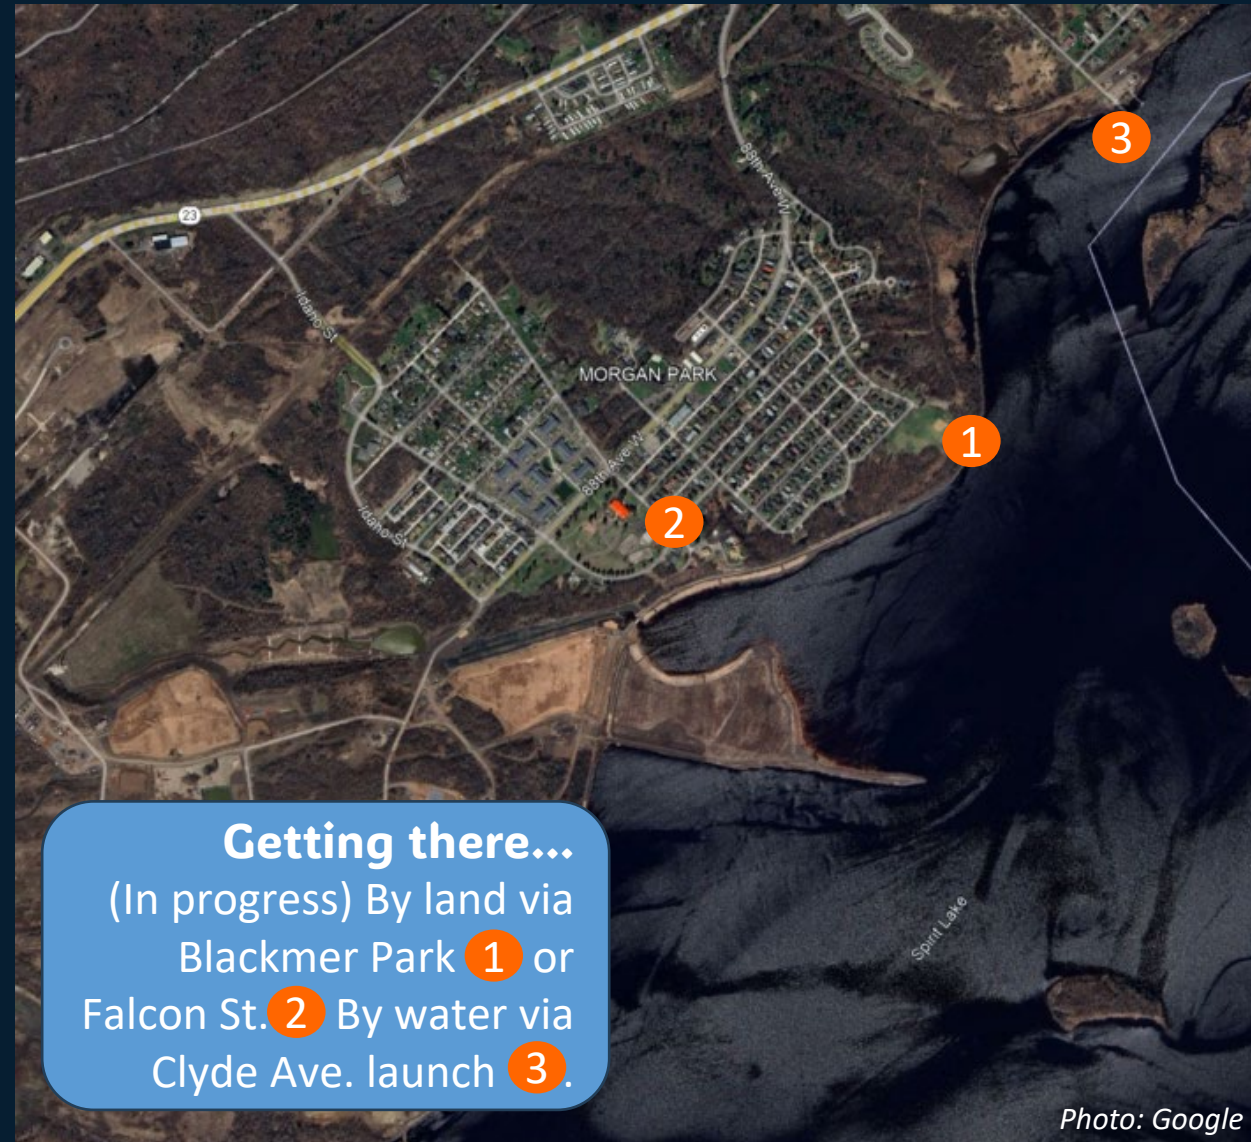 3
88th Ave W
23
Idaho St
MORGAN PARK
1
88th Ave W
2
Idaho St
Getting there...
(In progress) By land via
Blackmer Park 1 or
Falcon St. 2 By water via
Clyde Ave. launch 3.
Spirit Lake
Photo: Google